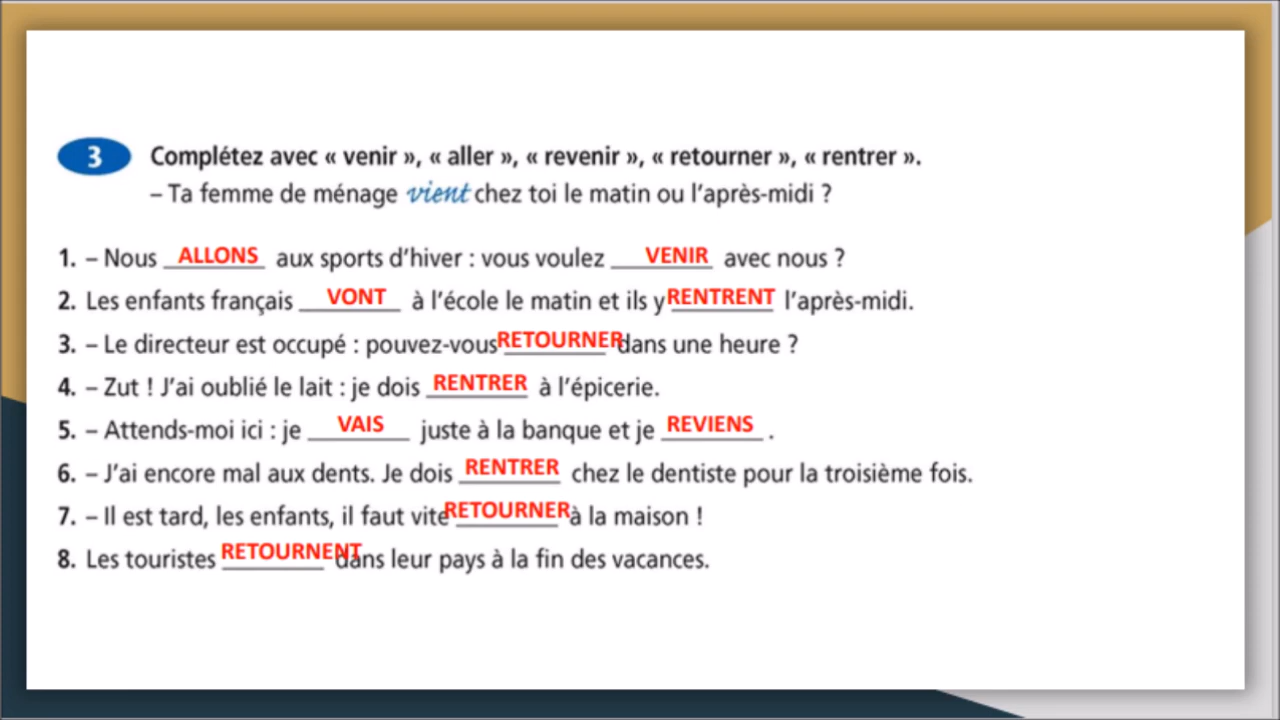 3 Complétez avec « venir », « aller », « revenir », « retourner », « rentrer ».
– Ta femme de ménage vient chez toi le matin ou l'après-midi ?
1. – Nous ALLONS aux sports d'hiver : vous voulez VENIR avec nous ?
2. Les enfants français VONT à l'école le matin et ils y RENTRENT l'après-midi.
3. – Le directeur est occupé : pouvez-vous RETOURNER dans une heure ?
4. – Zut ! J'ai oublié le lait : je dois RENTRER à l'épicerie.
5. – Attends-moi ici : je VAIS juste à la banque et je REVIENS .
6. – J'ai encore mal aux dents. Je dois RENTRER chez le dentiste pour la troisième fois.
7. – Il est tard, les enfants, il faut vite RETOURNER à la maison !
8. Les touristes RETOURNENT dans leur pays à la fin des vacances.